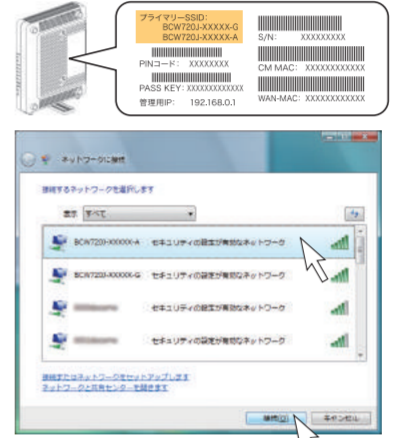 プライマリーSSID:
BCW720J-XXXXX-G
BCW720J-XXXXX-A
PINコード: XXXXXXXX
PASS KEY: XXXXXXXXXXXXX
管理用IP: 192.168.0.1
S/N: XXXXXXXXX
CM MAC: XXXXXXXXXXXX
WAN-MAC: XXXXXXXXXXXX
ネットワークに接続
接続するネットワークを選択します
表示 すべて
BCW720J-XXXXX-A セキュリティの設定が有効なネットワーク
BCW720J-XXXXX-G セキュリティの設定が有効なネットワーク
セキュリティの設定が有効なネットワーク
セキュリティの設定が有効なネットワーク
接続またはネットワークをセットアップします
ネットワークと共有センターを開きます
接続(O) キャンセル